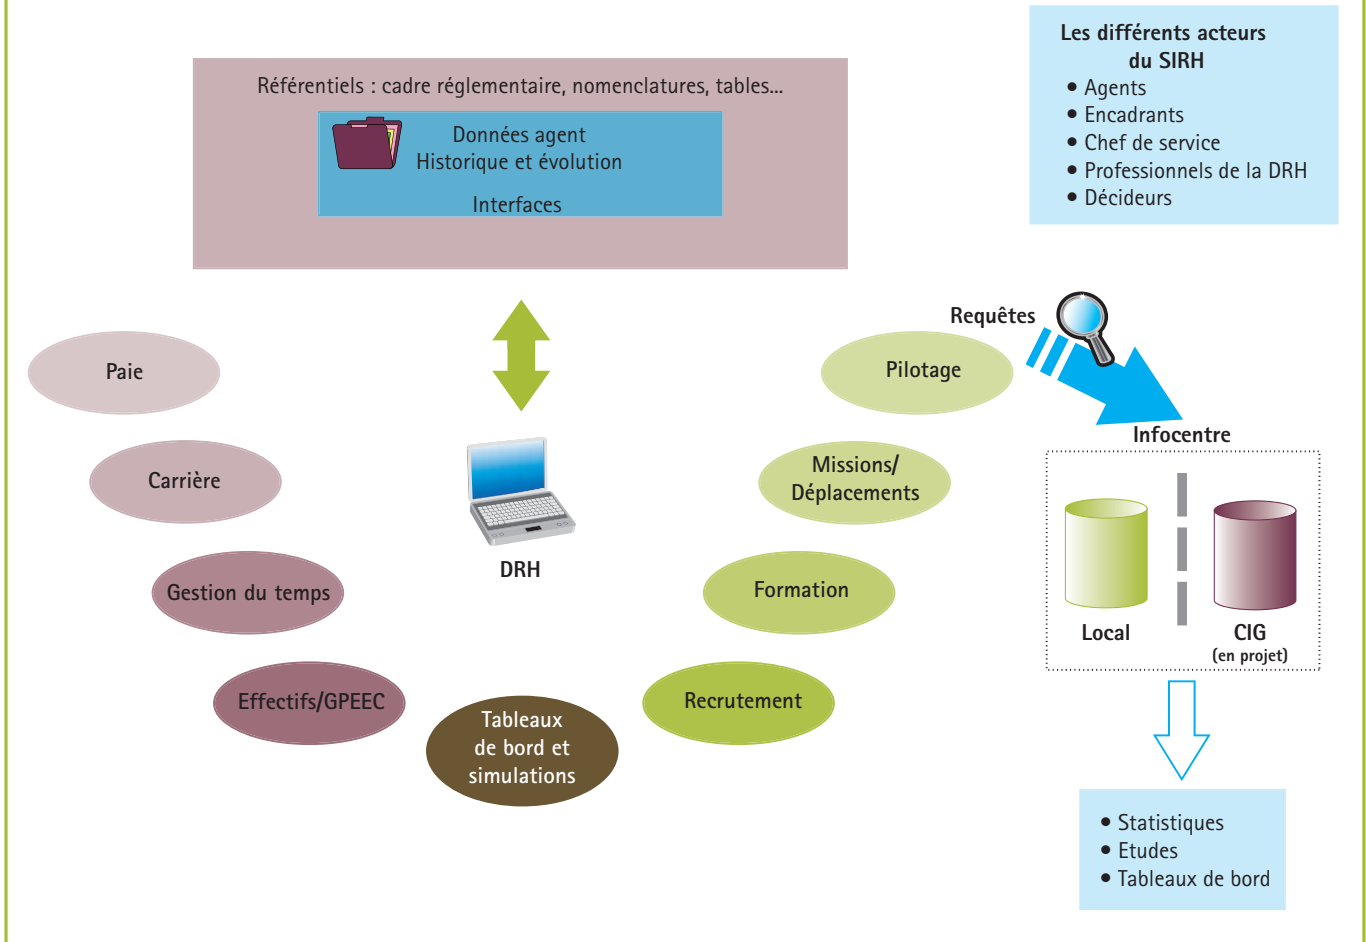 Les différents acteurs
du SIRH
• Agents
• Encadrants
• Chef de service
• Professionnels de la DRH
• Décideurs
Référentiels : cadre réglementaire, nomenclatures, tables...
Données agent
Historique et évolution
Interfaces
Requêtes
Paie
Pilotage
Carrière
Missions/
Déplacements
Infocentre
DRH
Gestion du temps
Formation
Local
CIG
(en projet)
Effectifs/GPEEC
Recrutement
Tableaux
de bord et
simulations
• Statistiques
• Etudes
• Tableaux de bord